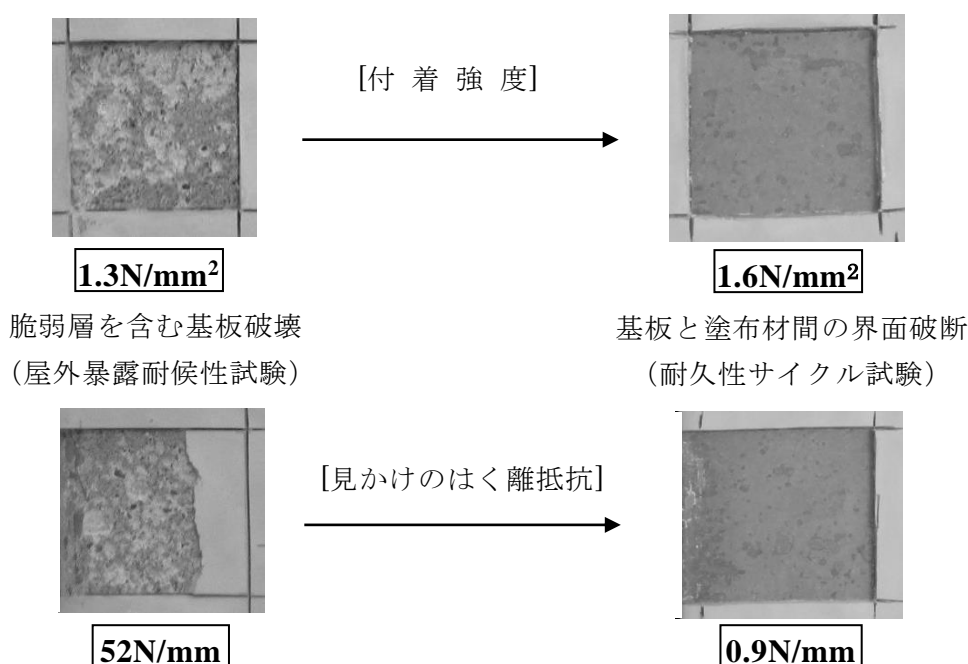 [付 着 強 度]
1.3N/mm²
1.6N/mm²
脆弱層を含む基板破壊
（屋外暴露耐候性試験）
基板と塗布材間の界面破断
（耐久性サイクル試験）
[見かけのはく離抵抗]
52N/mm
0.9N/mm